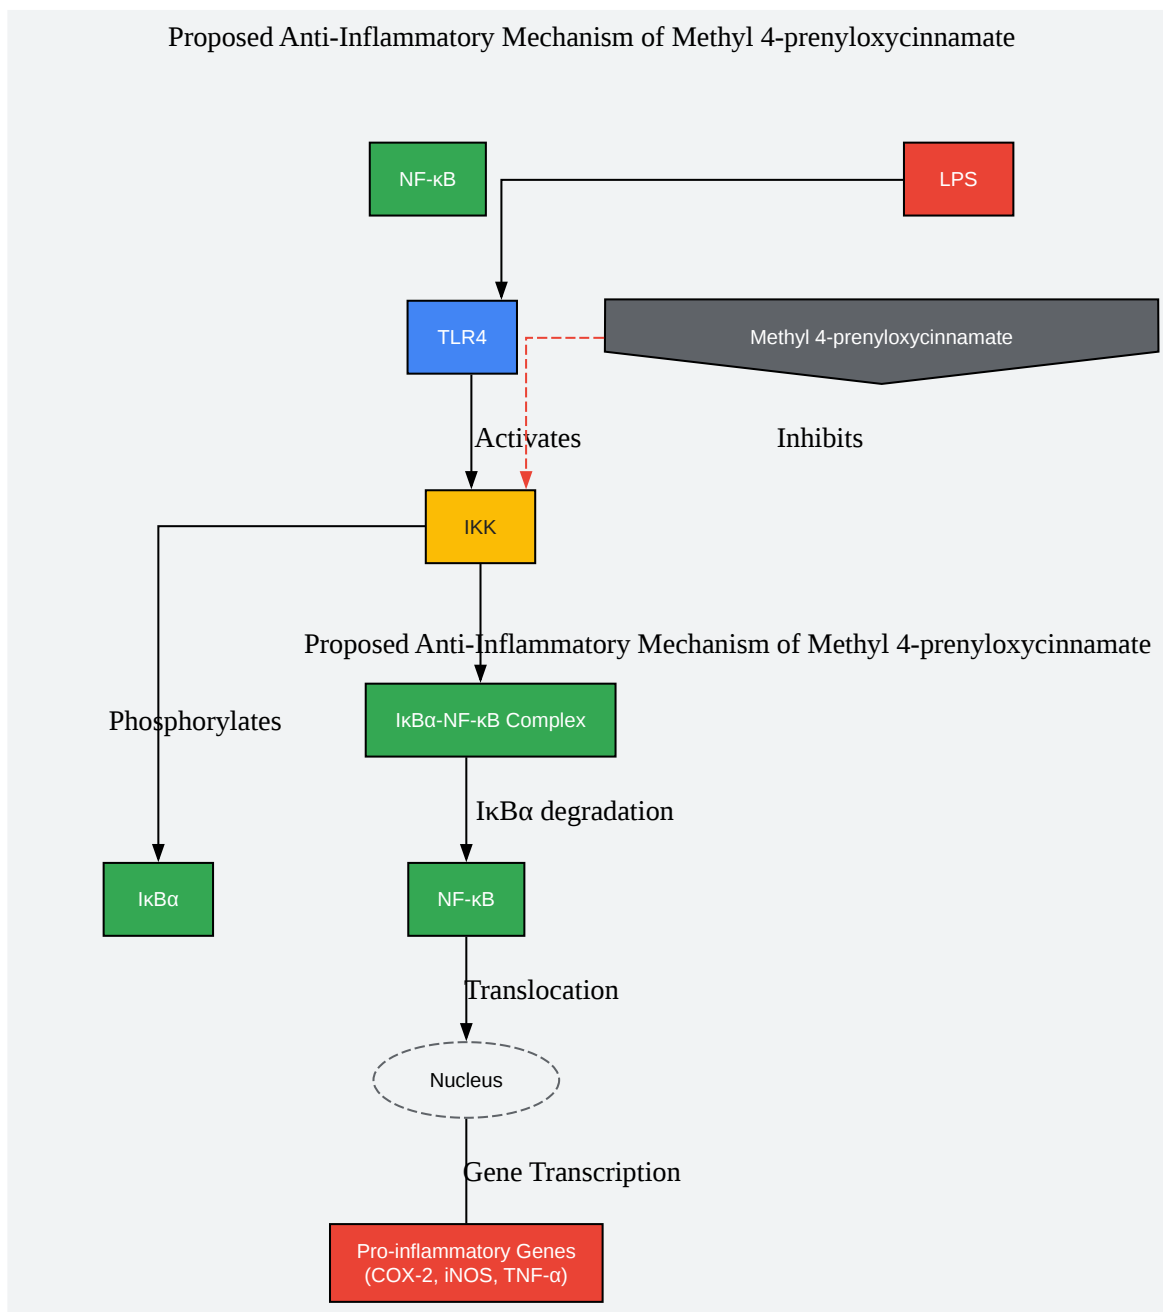 Proposed Anti-Inflammatory Mechanism of Methyl 4-prenyloxycinnamate
NF-κB
LPS
TLR4
Methyl 4-prenyloxycinnamate
Activates
Inhibits
IKK
Proposed Anti-Inflammatory Mechanism of Methyl 4-prenyloxycinnamate
Phosphorylates
IκBα-NF-κB Complex
IκBα degradation
IκBα
NF-κB
Translocation
Nucleus
Gene Transcription
Pro-inflammatory Genes
(COX-2, iNOS, TNF-α)